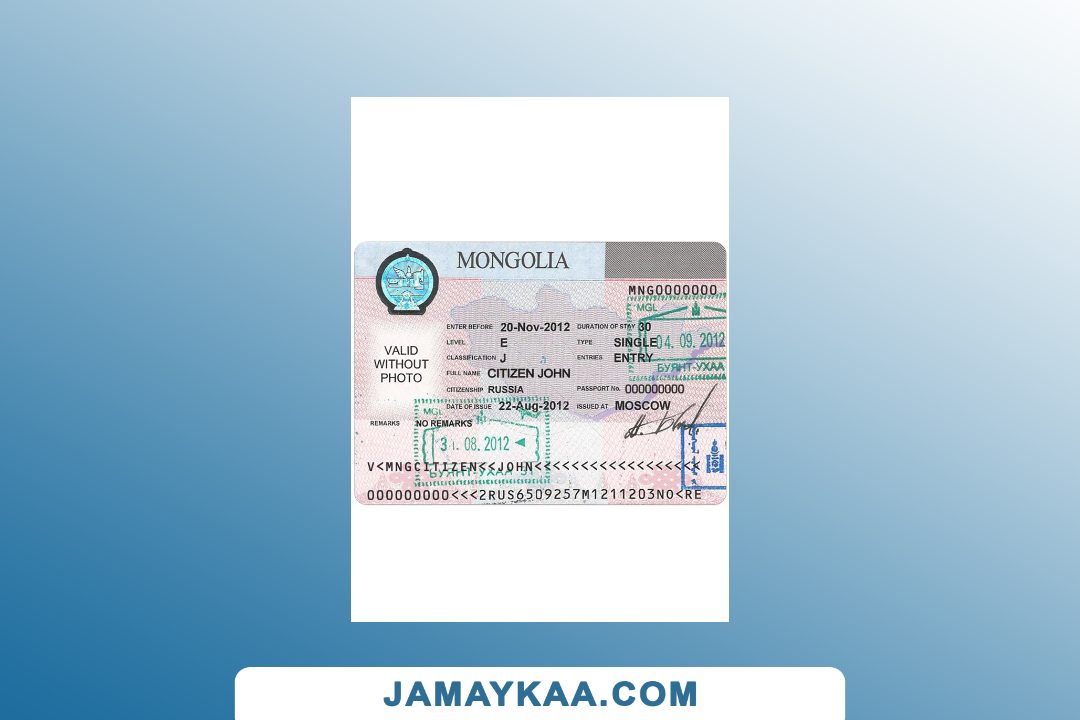 MONGOLIA
MNG0000000
MGL
ENTER BEFORE 20-Nov-2012 DURATION OF STAY 30
LEVEL E TYPE SINGLE
04. 09. 2012
VALID
WITHOUT
PHOTO
CLASSIFICATION J ENTRIES ENTRY
БУЯНТ-УХАА
FULL NAME CITIZEN JOHN
CITIZENSHIP RUSSIA PASSPORT No. 000000000
DATE OF ISSUE 22-Aug-2012 ISSUED AT MOSCOW
MGL
REMARKS NO REMARKS
31. 08. 2012
V<MNGCITIZEN<<JOHN<<<<<<<<<<<<<<<<<<
БУЯНТ-УХАА
000000000<<<2RUS6509257M1211203NO<RE
JAMAYKAA.COM